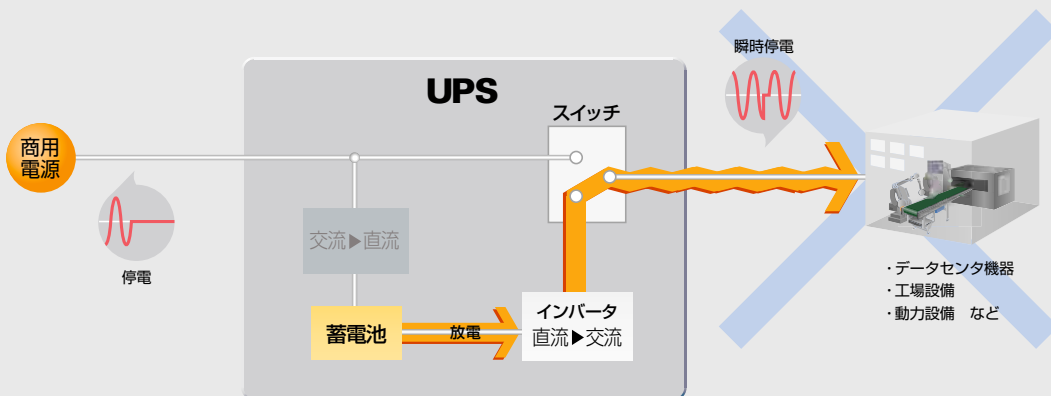 UPS
瞬時停電
スイッチ
商用
電源
停電
交流▶直流
蓄電池
放電
インバータ
直流▶交流
・データセンタ機器
・工場設備
・動力設備　など